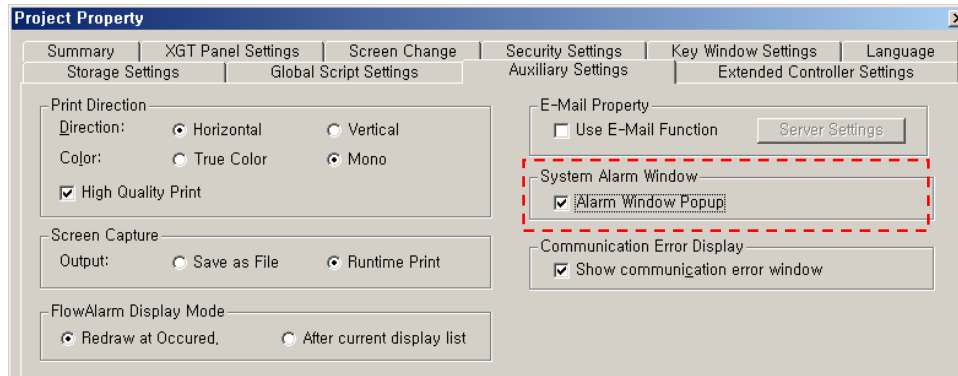 Project Property
Summary XGT Panel Settings Screen Change Security Settings Key Window Settings Language
Storage Settings Global Script Settings Auxiliary Settings Extended Controller Settings
Print Direction
Direction: Horizontal Vertical
Color: True Color Mono
High Quality Print
Screen Capture
Output: Save as File Runtime Print
FlowAlarm Display Mode
Redraw at Occured. After current display list
E-Mail Property
Use E-Mail Function Server Settings
System Alarm Window
Alarm Window Popup
Communication Error Display
Show communication error window